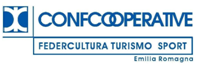 CONFCOOPERATIVE
FEDERCULTURA TURISMO SPORT
Emilia Romagna